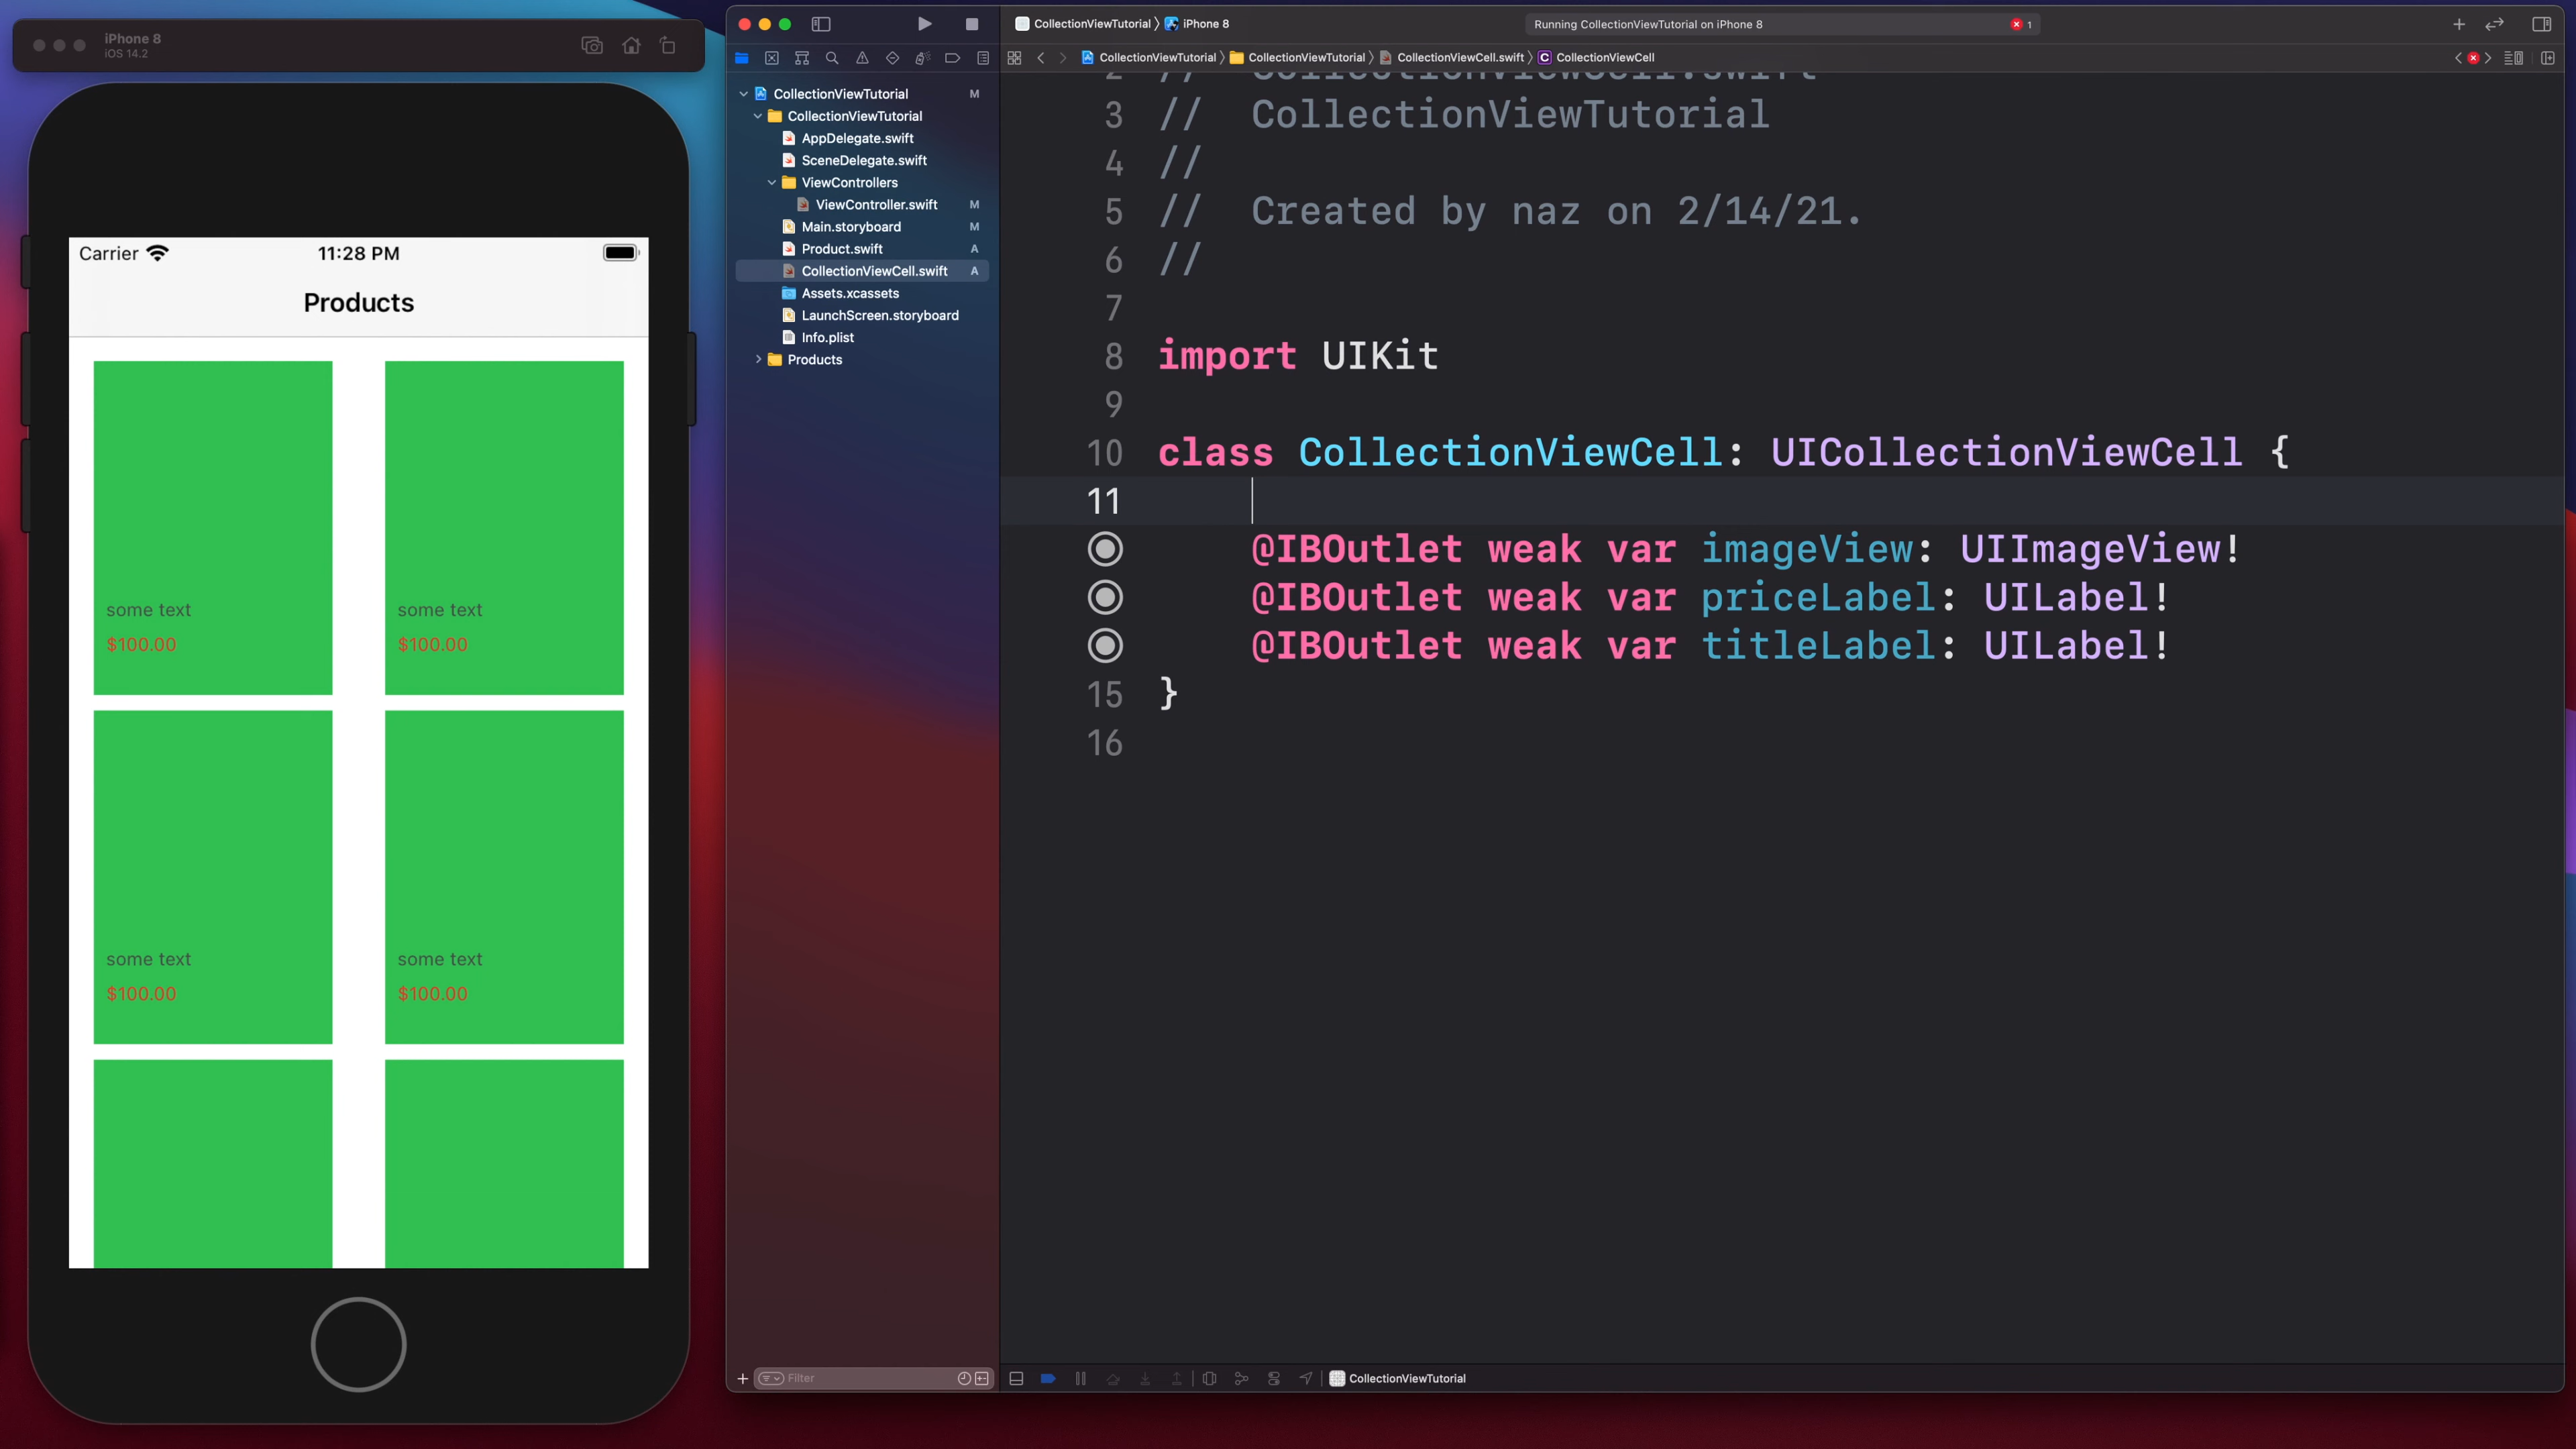 iPhone 8
iOS 14.2
Carrier
11:28 PM
Products
some text
$100.00
some text
$100.00
some text
$100.00
some text
$100.00
CollectionViewTutorial
iPhone 8
Running CollectionViewTutorial on iPhone 8
1
CollectionViewTutorial
CollectionViewTutorial
CollectionViewCell.swift
C
CollectionViewCell
CollectionViewTutorial M
CollectionViewTutorial
AppDelegate.swift
SceneDelegate.swift
ViewControllers
ViewController.swift M
Main.storyboard M
Product.swift A
CollectionViewCell.swift A
Assets.xcassets
LaunchScreen.storyboard
Info.plist
Products
Filter
2 // CollectionViewCell.swift
3 // CollectionViewTutorial
4 //
5 // Created by naz on 2/14/21.
6 //
7
8 import UIKit
9
10 class CollectionViewCell: UICollectionViewCell {
11
@IBOutlet weak var imageView: UIImageView!
@IBOutlet weak var priceLabel: UILabel!
@IBOutlet weak var titleLabel: UILabel!
15 }
16
CollectionViewTutorial